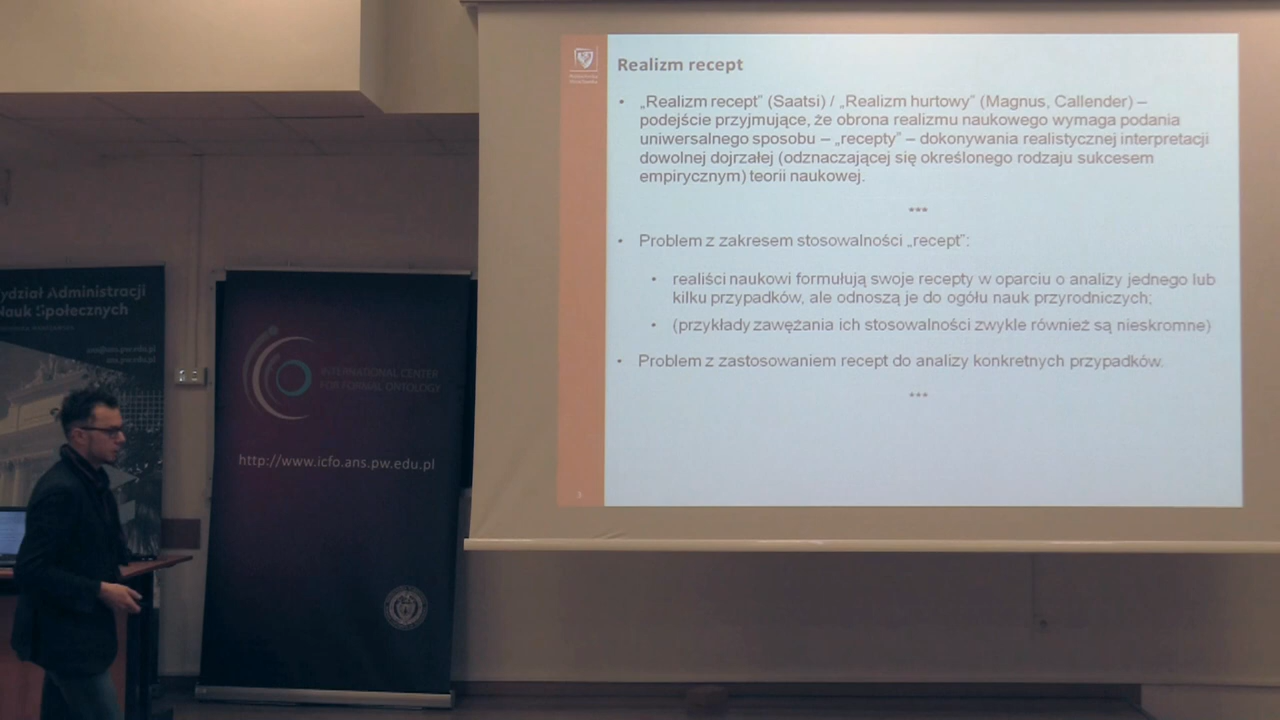 Realizm recept
• „Realizm recept” (Saatsi) / „Realizm hurtowy” (Magnus, Callender) –
podejście przyjmujące, że obrona realizmu naukowego wymaga podania
uniwersalnego sposobu – „recepty” – dokonywania realistycznej interpretacji
dowolnej dojrzałej (odznaczającej się określonego rodzaju sukcesem
empirycznym) teorii naukowej.
***
• Problem z zakresem stosowalności „recept”:
• realiści naukowi formułują swoje recepty w oparciu o analizy jednego lub
kilku przypadków, ale odnoszą je do ogółu nauk przyrodniczych;
• (przykłady zawężania ich stosowalności zwykle również są nieskromne)
• Problem z zastosowaniem recept do analizy konkretnych przypadków.
***
3
ydział Administracji
Nauk Społecznych
INTERNATIONAL CENTER
FOR FORMAL ONTOLOGY
http://www.icfo.ans.pw.edu.pl